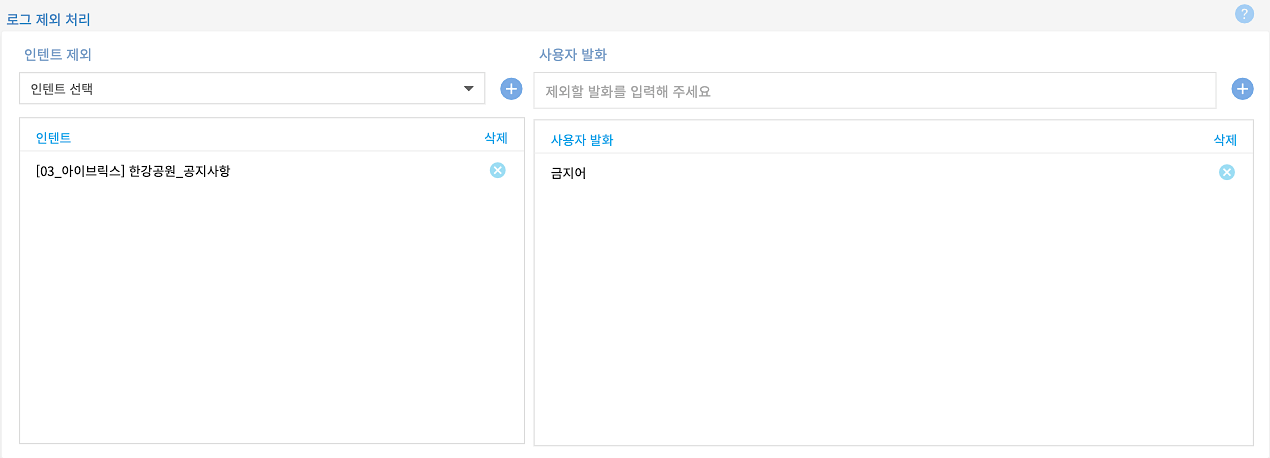 로그 제외 처리
?
인텐트 제외
인텐트 선택
인텐트 삭제
[03_아이브릭스] 한강공원_공지사항
사용자 발화
제외할 발화를 입력해 주세요
사용자 발화 삭제
금지어